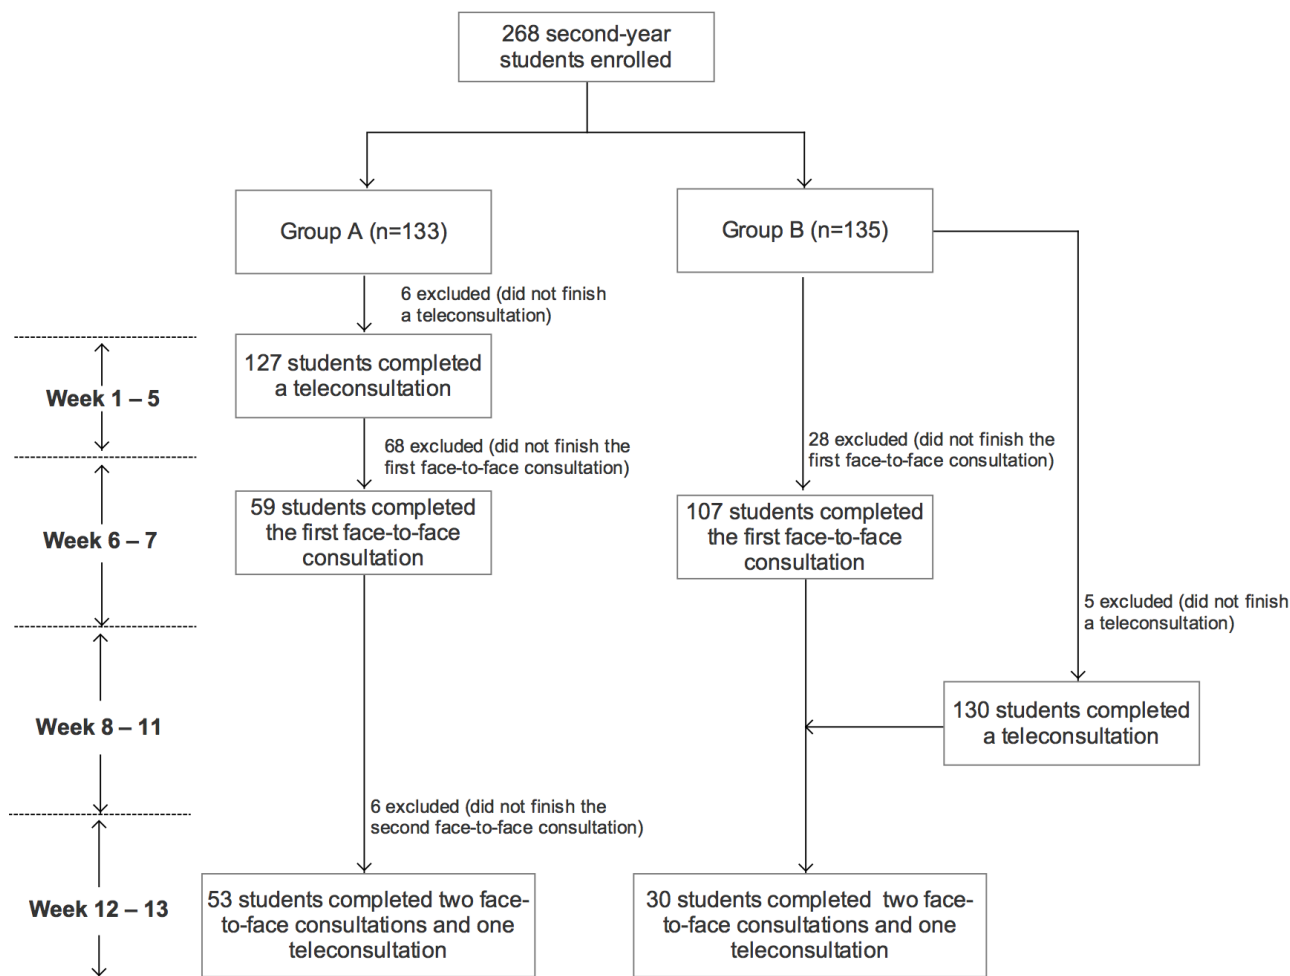 268 second-year
students enrolled
Group A (n=133)
Group B (n=135)
6 excluded (did not finish
a teleconsultation)
Week 1 – 5
127 students completed
a teleconsultation
68 excluded (did not finish the
first face-to-face consultation)
28 excluded (did not finish the
first face-to-face consultation)
Week 6 – 7
59 students completed
the first face-to-face
consultation
107 students completed
the first face-to-face
consultation
5 excluded (did not finish
a teleconsultation)
Week 8 – 11
130 students completed
a teleconsultation
6 excluded (did not finish the
second face-to-face consultation)
Week 12 – 13
53 students completed two face-
to-face consultations and one
teleconsultation
30 students completed  two face-
to-face consultations and one
teleconsultation